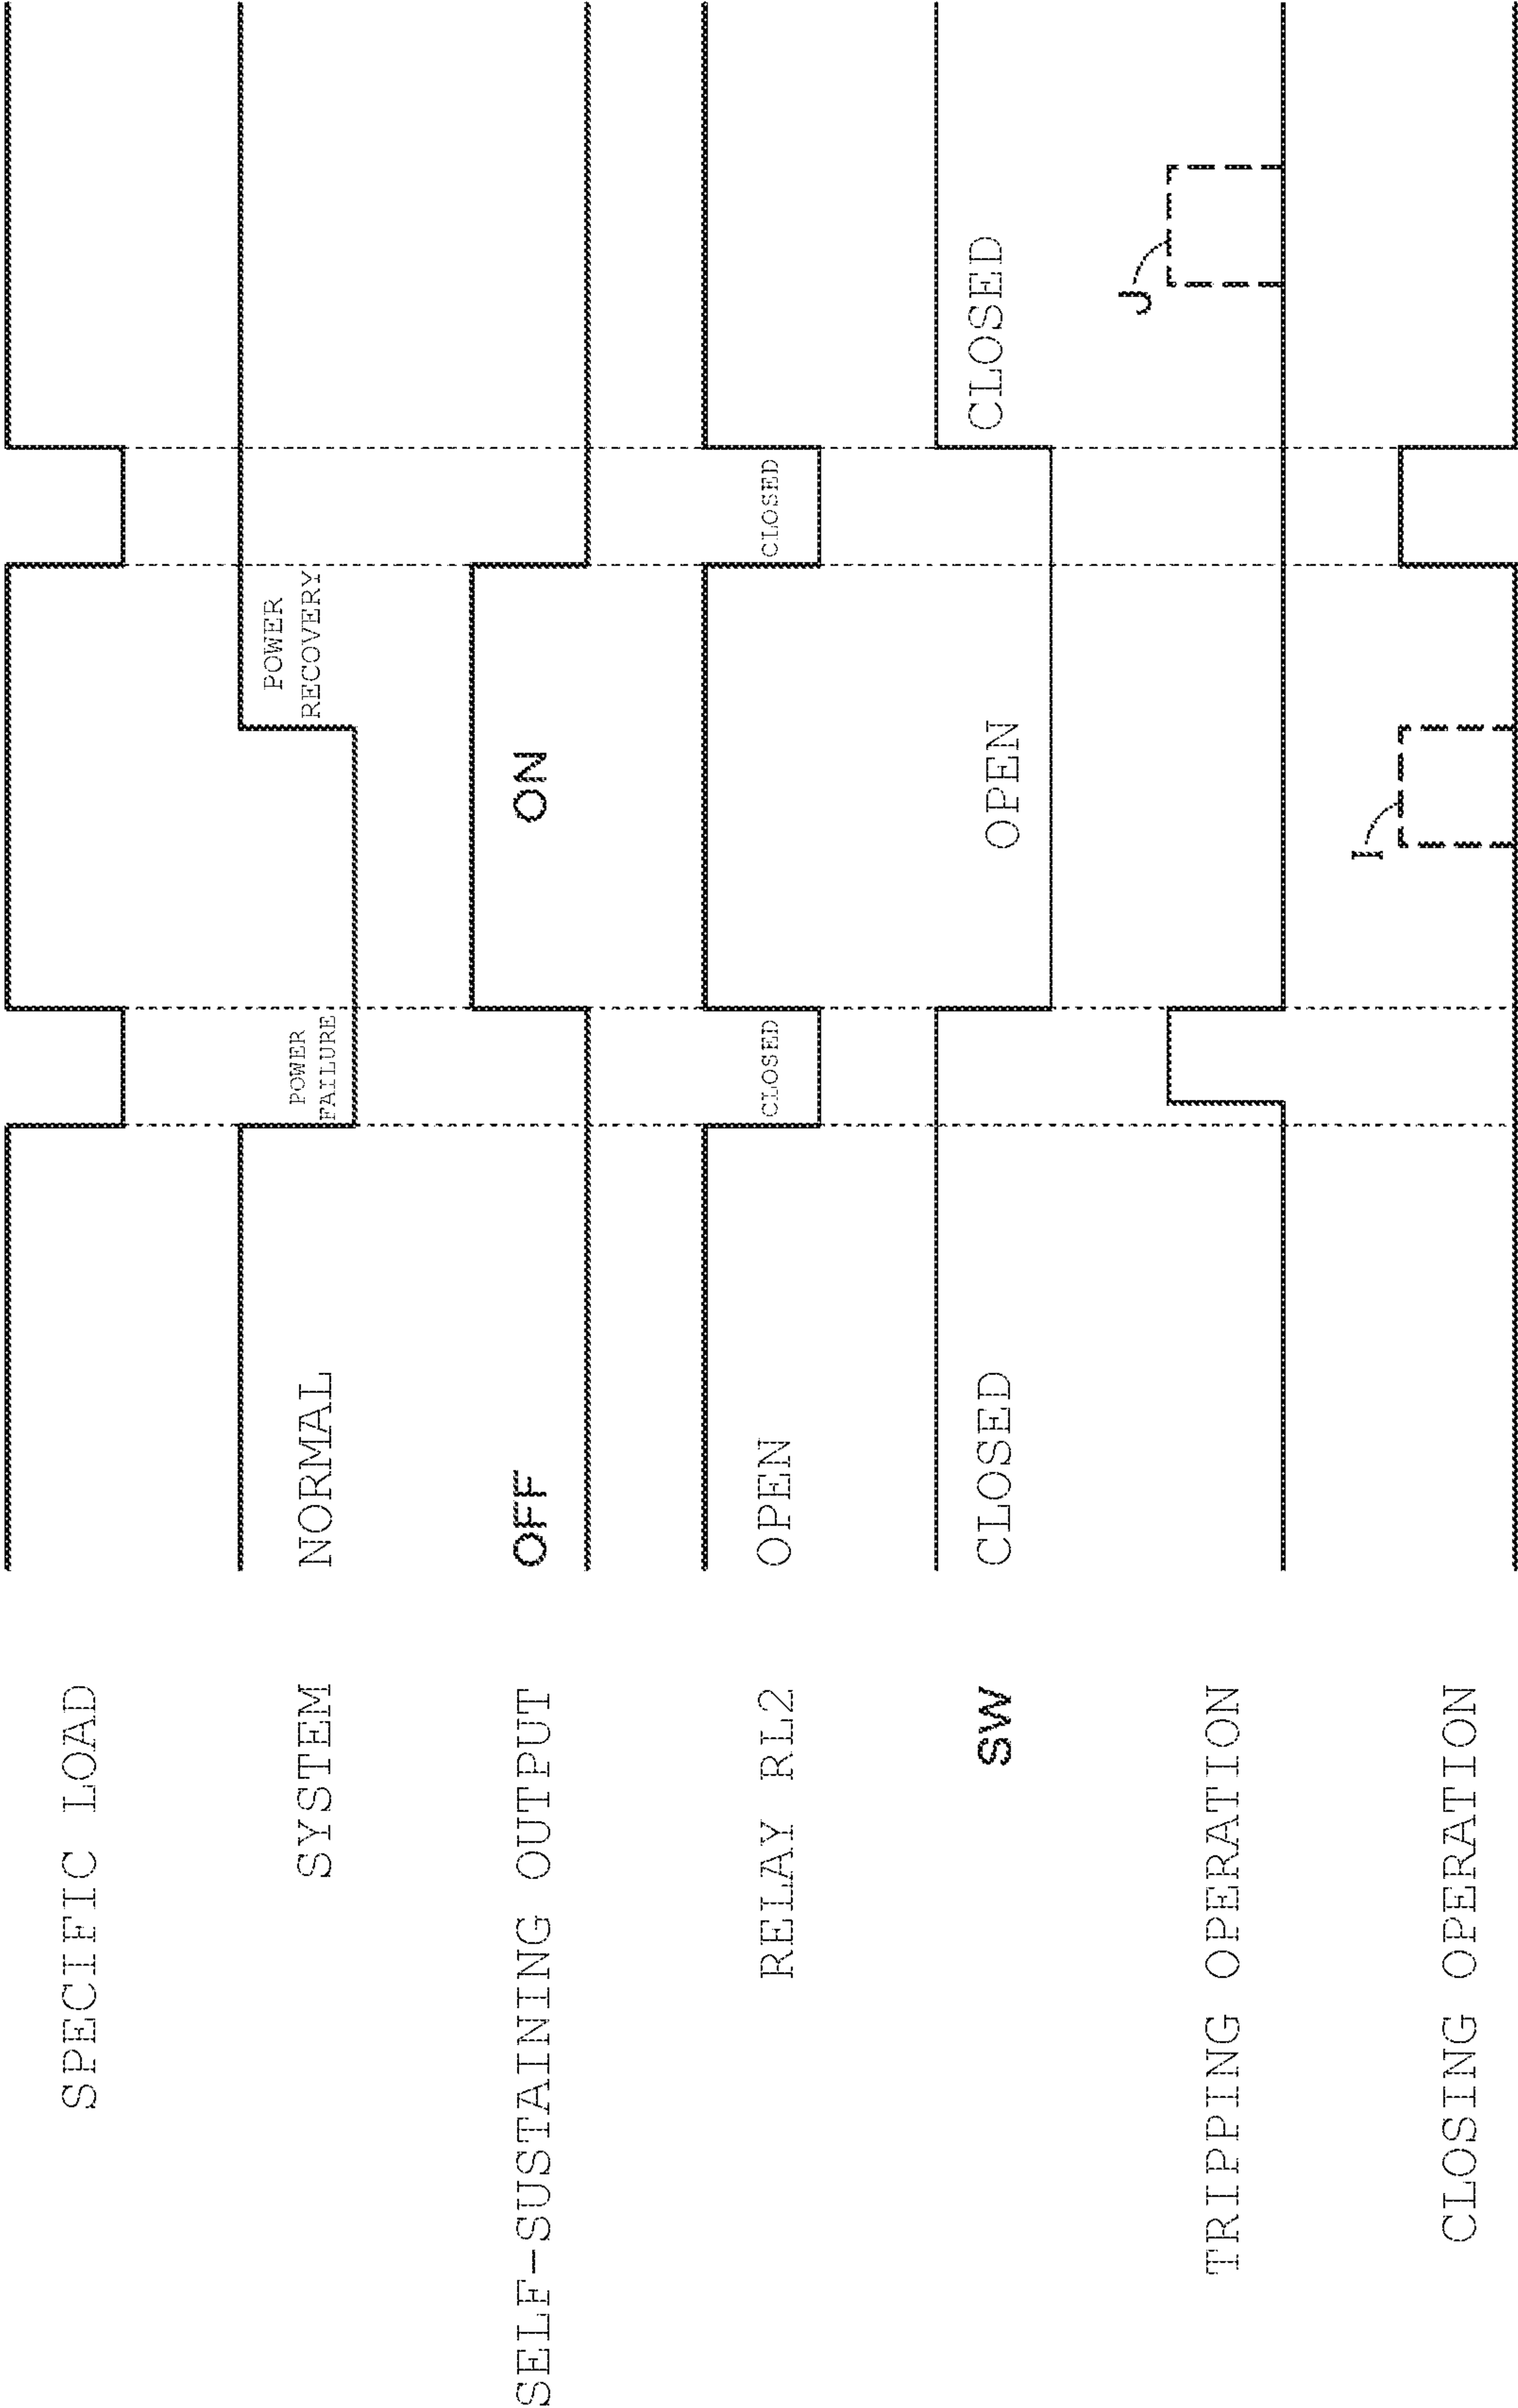 SPECIFIC LOAD
SYSTEM
NORMAL
POWER
FAILURE
POWER
RECOVERY
SELF-SUSTAINING OUTPUT
OFF
ON
RELAY RL2
OPEN
CLOSED
CLOSED
SW
CLOSED
OPEN
CLOSED
TRIPPING OPERATION
J
CLOSING OPERATION
I